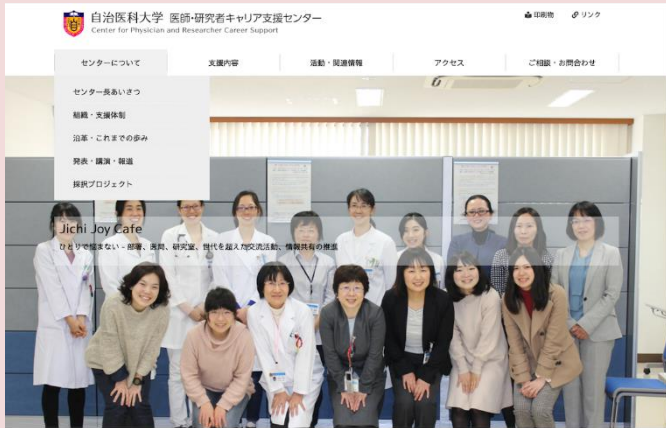 自治医科大学 医師・研究者キャリア支援センター
Center for Physician and Researcher Career Support
印刷物 リンク
センターについて 支援内容 活動・関連情報 アクセス ご相談・お問合わせ
センター長あいさつ
組織・支援体制
沿革・これまでの歩み
発表・講演・報道
採択プロジェクト
Jichi Joy Cafe
ひとりで悩まない - 部署、医局、研究室、世代を超えた交流活動、情報共有の推進